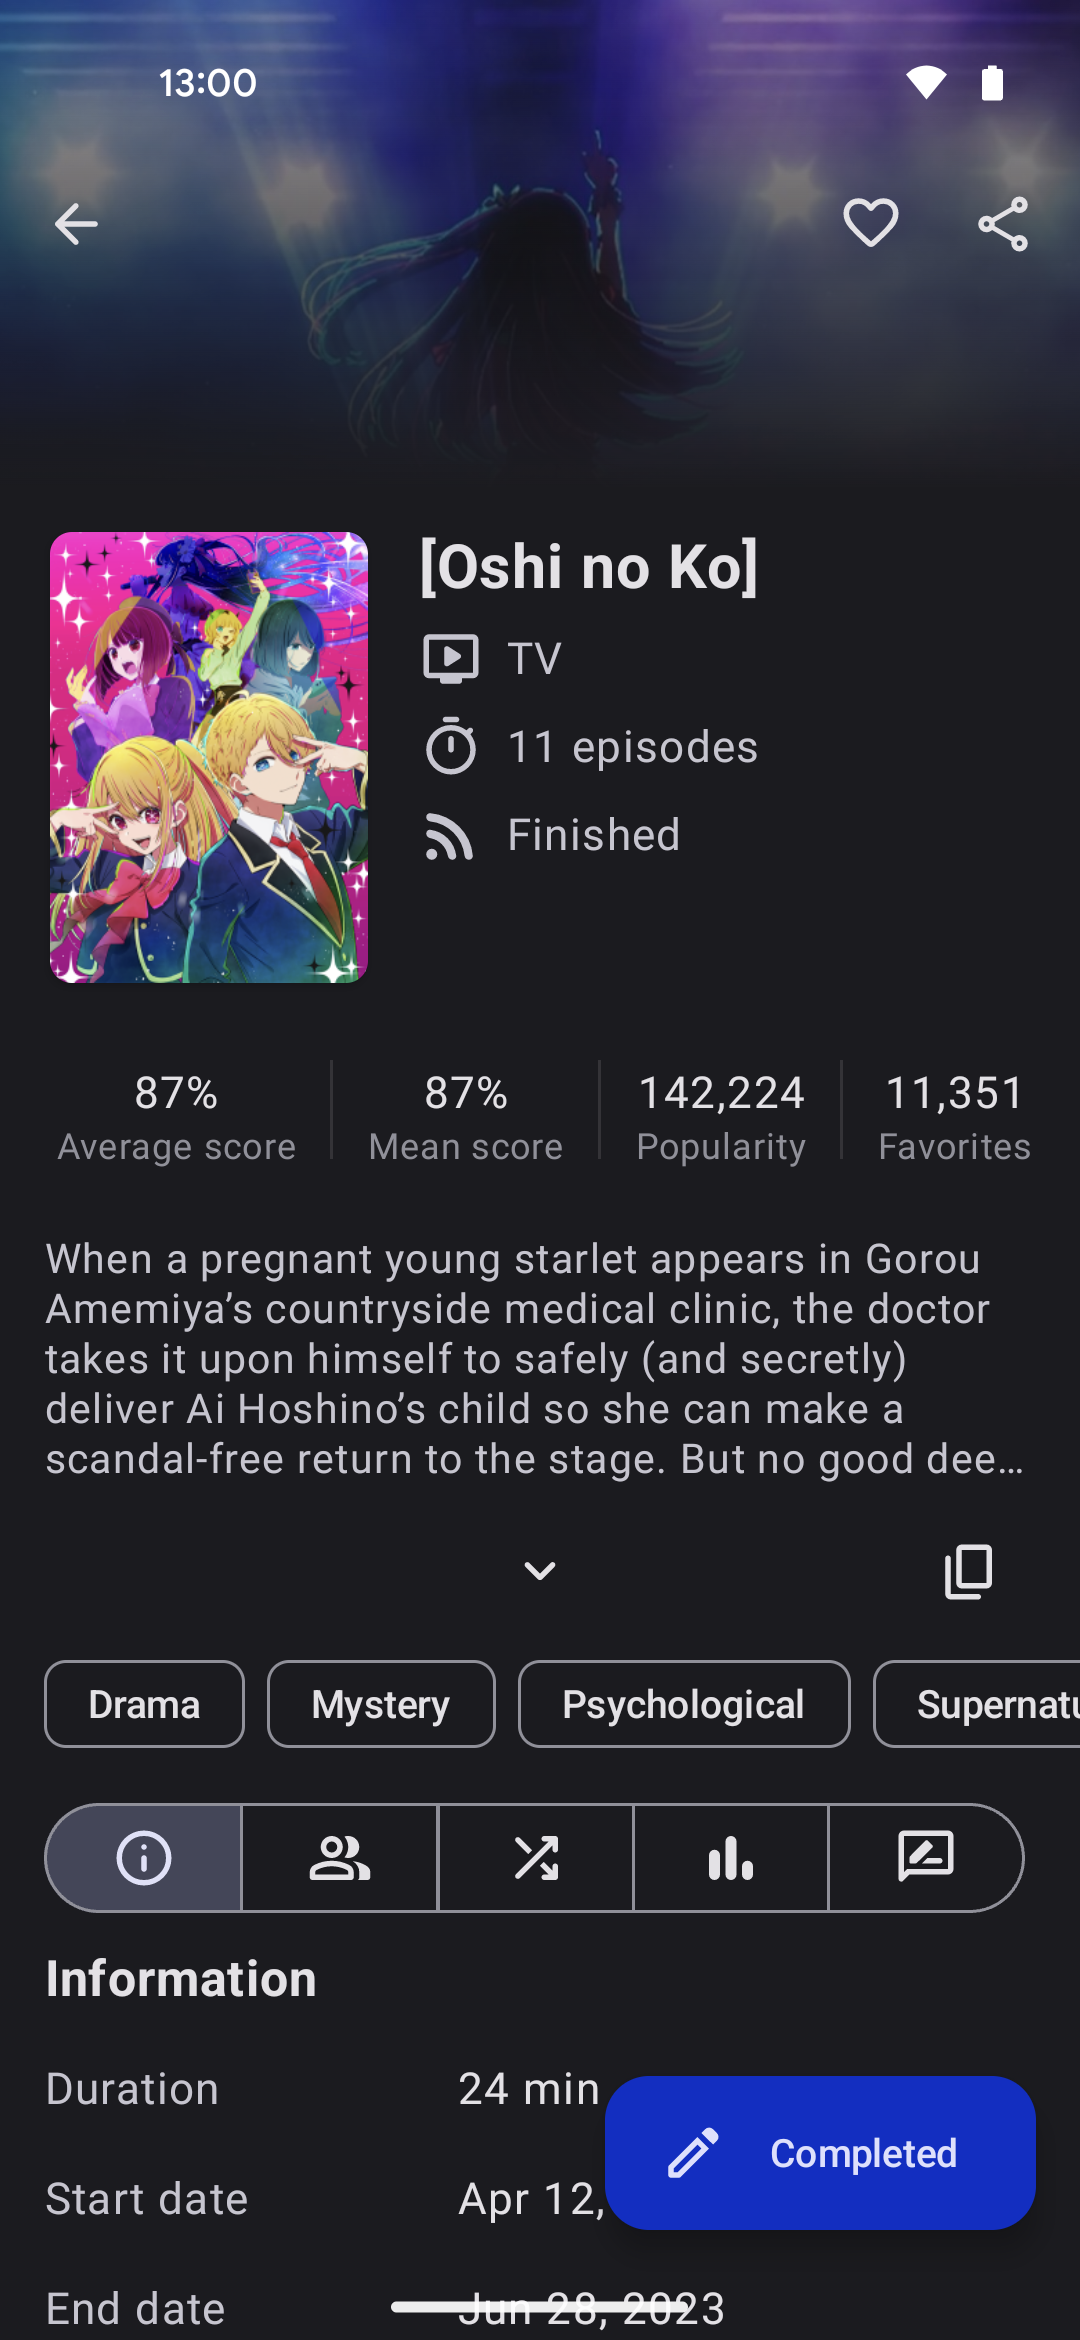 13:00
[Oshi no Ko]
TV
11 episodes
Finished
87%
Average score
87%
Mean score
142,224
Popularity
11,351
Favorites
When a pregnant young starlet appears in Gorou
Amemiya’s countryside medical clinic, the doctor
takes it upon himself to safely (and secretly)
deliver Ai Hoshino’s child so she can make a
scandal-free return to the stage. But no good dee…
Drama
Mystery
Psychological
Supernatu
Information
Duration
24 min
Completed
Start date
Apr 12,
End date
Jun 28, 2023